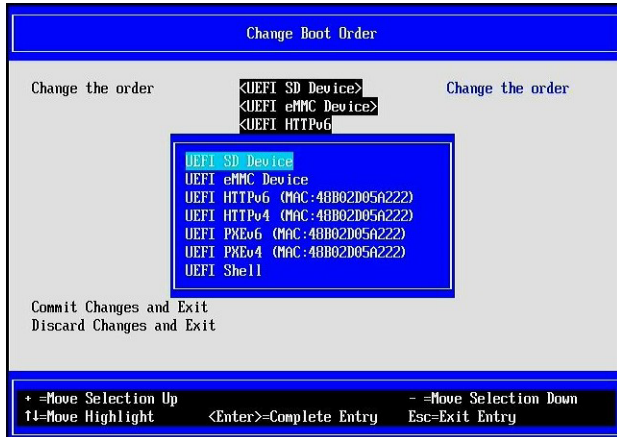 Change Boot Order
Change the order <UEFI SD Device> Change the order
<UEFI eMMC Device>
<UEFI HTTPv6
UEFI SD Device
UEFI eMMC Device
UEFI HTTPv6 (MAC:48B02D05A222)
UEFI HTTPv4 (MAC:48B02D05A222)
UEFI PXEv6 (MAC:48B02D05A222)
UEFI PXEv4 (MAC:48B02D05A222)
UEFI Shell
Commit Changes and Exit
Discard Changes and Exit
+ =Move Selection Up - =Move Selection Down
↑↓=Move Highlight <Enter>=Complete Entry Esc=Exit Entry